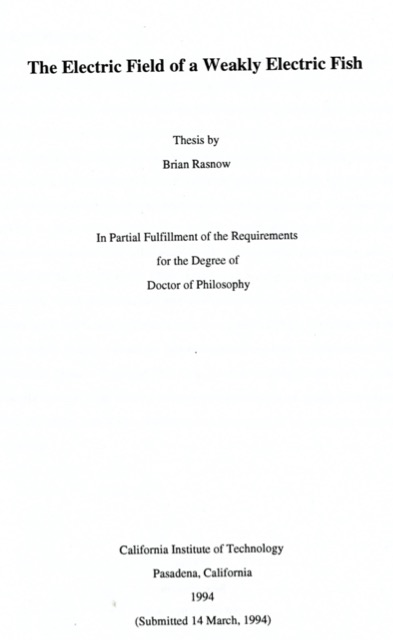 The Electric Field of a Weakly Electric Fish
Thesis by
Brian Rasnow
In Partial Fulfillment of the Requirements
for the Degree of
Doctor of Philosophy
California Institute of Technology
Pasadena, California
1994
(Submitted 14 March, 1994)